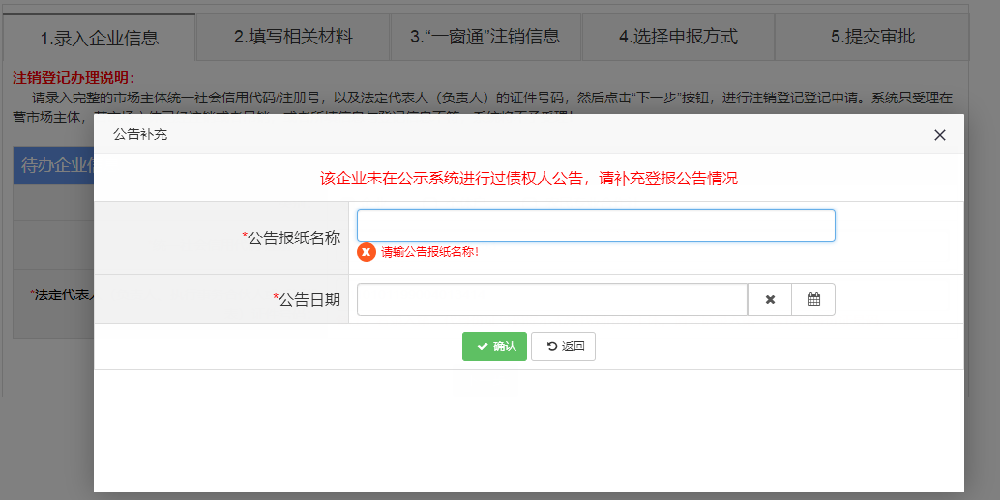 1.录入企业信息
2.填写相关材料
3.“一窗通”注销信息
4.选择申报方式
5.提交审批
注销登记办理说明：
请录入完整的市场主体统一社会信用代码/注册号，以及法定代表人（负责人）的证件号码，然后点击“下一步”按钮，进行注销登记登记申请。系统只受理在
营市场主体，
公告补充
待办企业信
该企业未在公示系统进行过债权人公告，请补充登报公告情况
*公告报纸名称
请输公告报纸名称！
*法定代表人
*公告日期
确认
返回